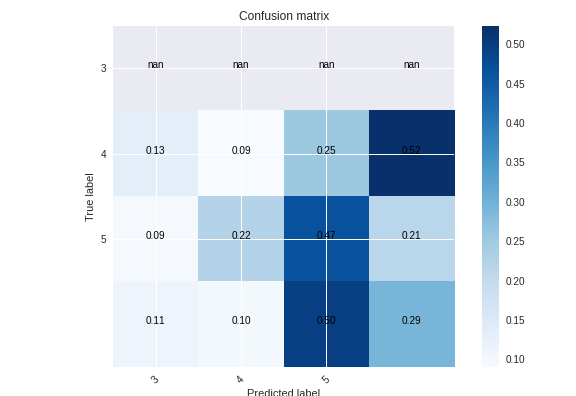 Confusion matrix
3 nan nan nan nan
4 0.13 0.09 0.25 0.52
5 0.09 0.22 0.47 0.21
0.11 0.10 0.50 0.29
3 4 5
True label
Predicted label
0.50
0.45
0.40
0.35
0.30
0.25
0.20
0.15
0.10